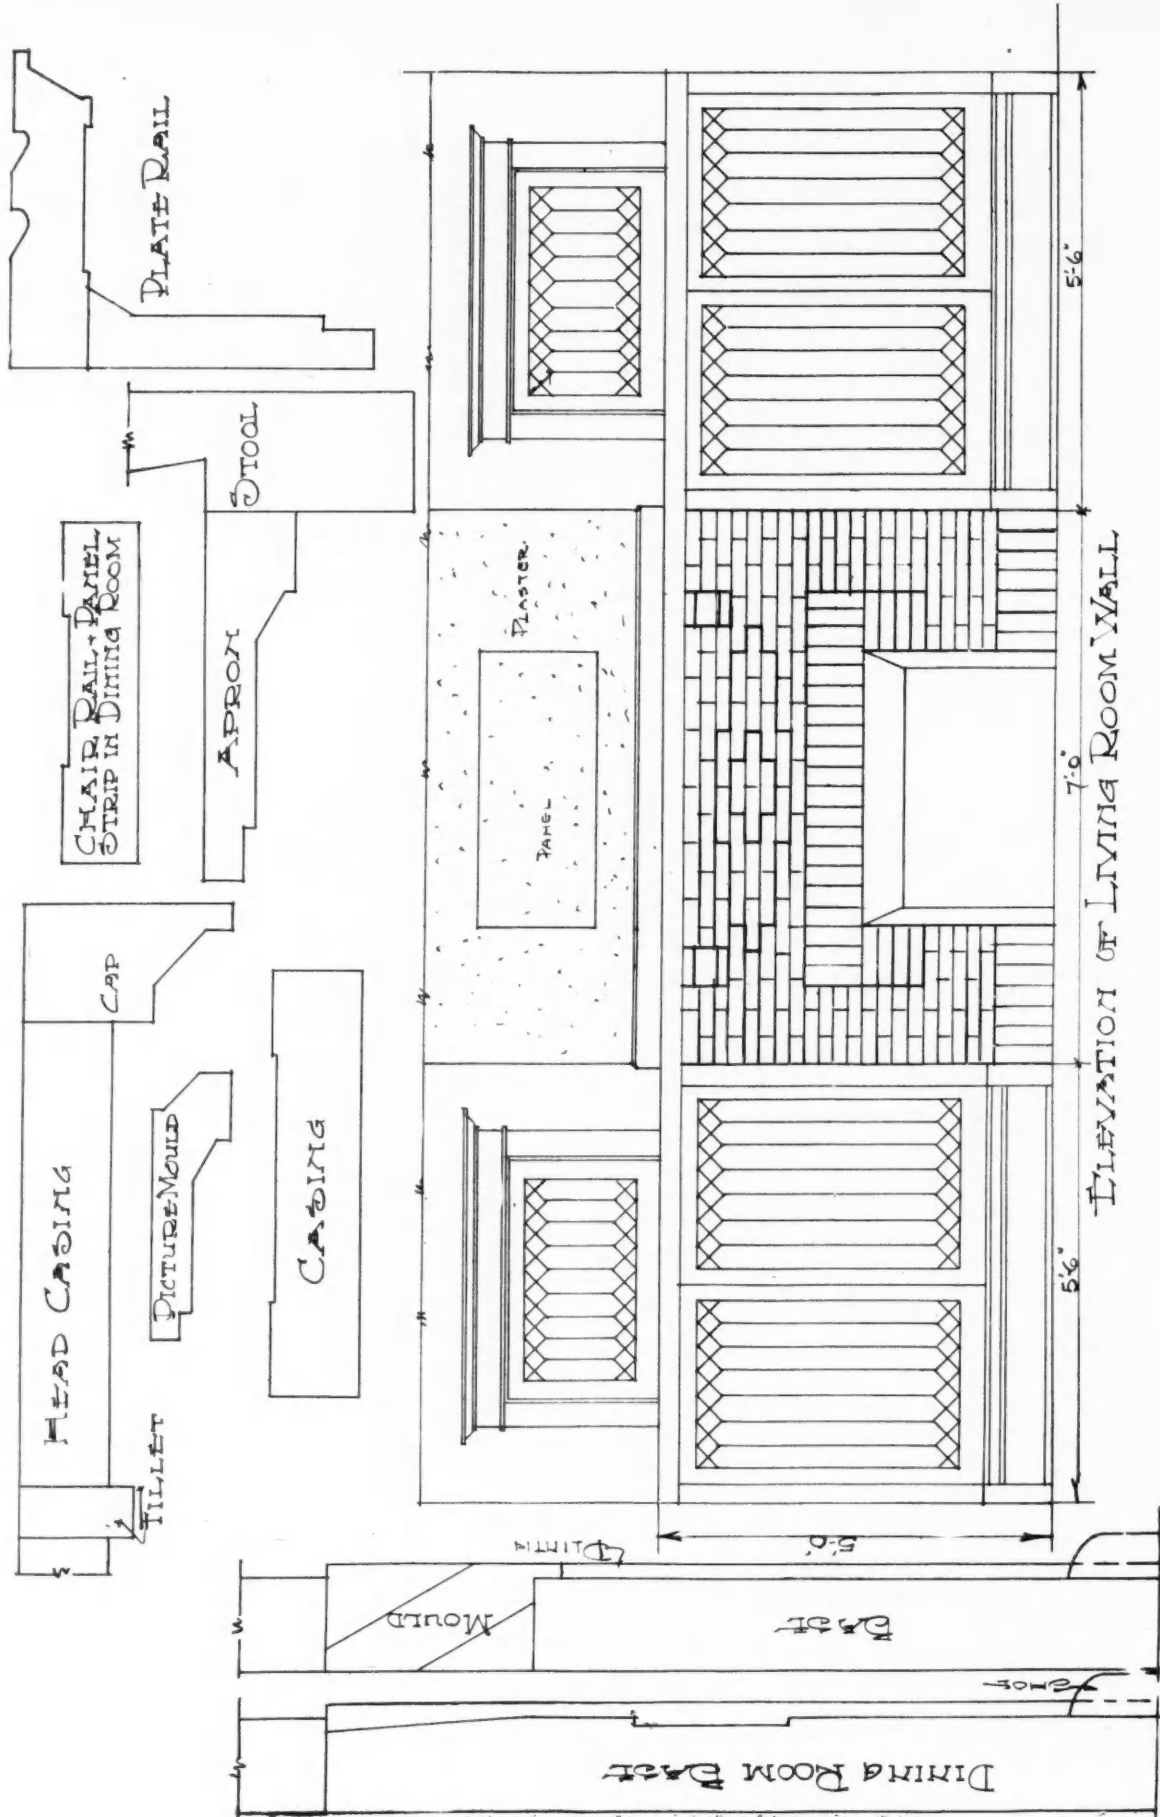 PLATE RAIL
STOOL
CHAIR RAIL + PANEL
STRIP IN DINING ROOM
APRON
CAP
HEAD CASING
PICTURE MOULD
CASING
FILLET
PLASTER
PANEL
5'-6"
7'-0"
5'-6"
ELEVATION OF LIVING ROOM WALL
5'-0"
PLINTH
MOULD
BASE
SHOE
DINING ROOM BASE